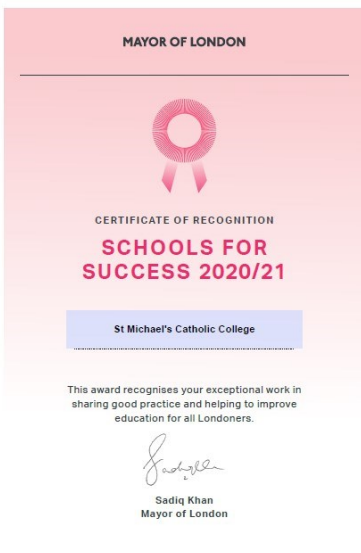 MAYOR OF LONDON
CERTIFICATE OF RECOGNITION
SCHOOLS FOR
SUCCESS 2020/21
St Michael's Catholic College
This award recognises your exceptional work in
sharing good practice and helping to improve
education for all Londoners.
Sadiq Khan
Mayor of London